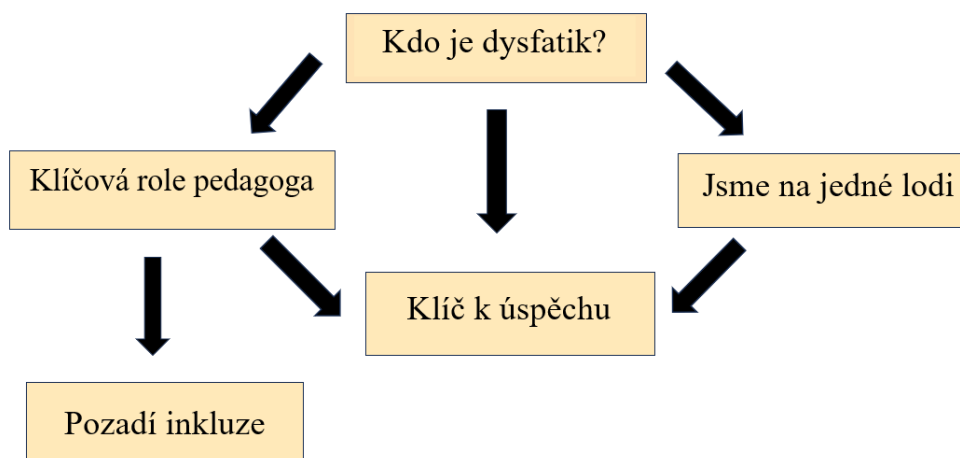 Kdo je dysfatik?
Klíčová role pedagoga
Jsme na jedné lodi
Klíč k úspěchu
Pozadí inkluze